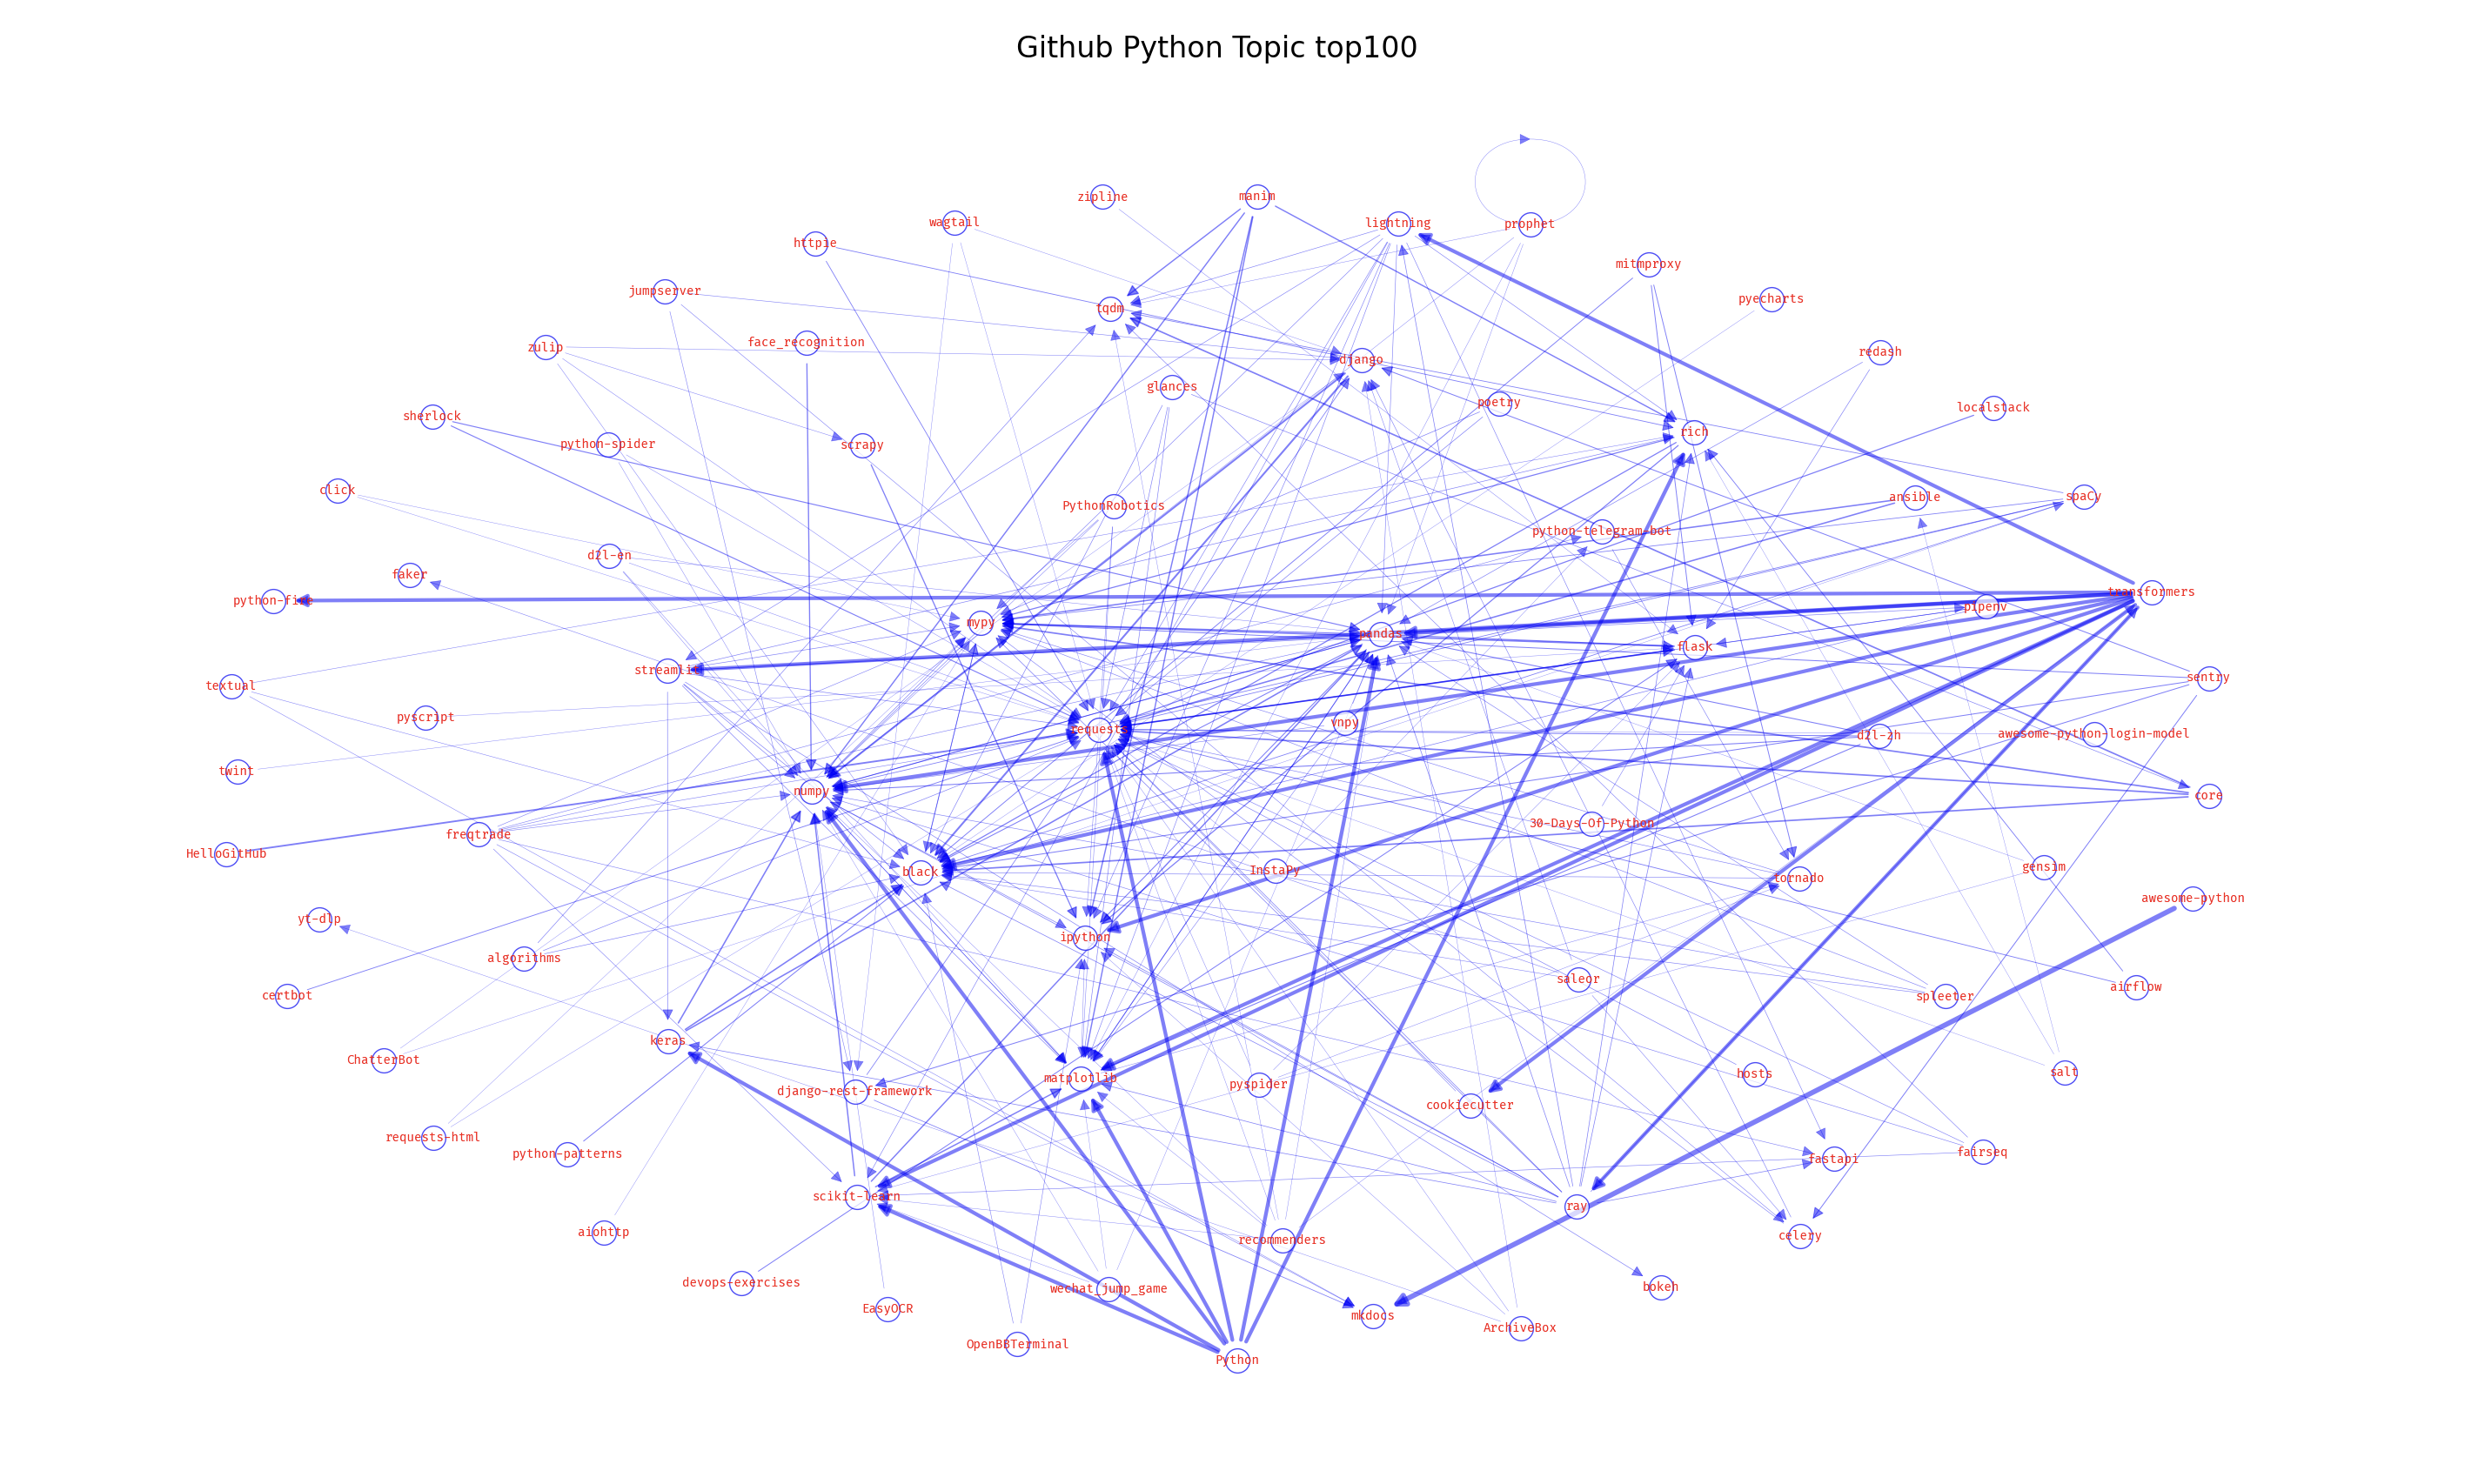 Github Python Topic top100
zipline
manim
wagtail
lightning
prophet
httpie
mitmproxy
jumpserver
pyecharts
tqdm
zulip
face_recognition
django
redash
glances
poetry
localstack
sherlock
rich
python-spider
scrapy
click
spaCy
ansible
PythonRobotics
python-telegram-bot
d2l-en
faker
transformers
python-fire
pipenv
mypy
pandas
flask
streamlit
sentry
textual
pyscript
vnpy
requests
awesome-python-login-model
d2l-zh
twint
numpy
core
30-Days-Of-Python
freqtrade
HelloGitHub
gensim
InstaPy
black
tornado
awesome-python
yt-dlp
ipython
algorithms
saleor
airflow
certbot
spleeter
keras
ChatterBot
salt
hosts
matplotlib
pyspider
django-rest-framework
cookiecutter
requests-html
python-patterns
fairseq
fastapi
scikit-learn
ray
aiohttp
celery
recommenders
devops-exercises
wechat_jump_game
bokeh
EasyOCR
mkdocs
ArchiveBox
OpenBBTerminal
Python